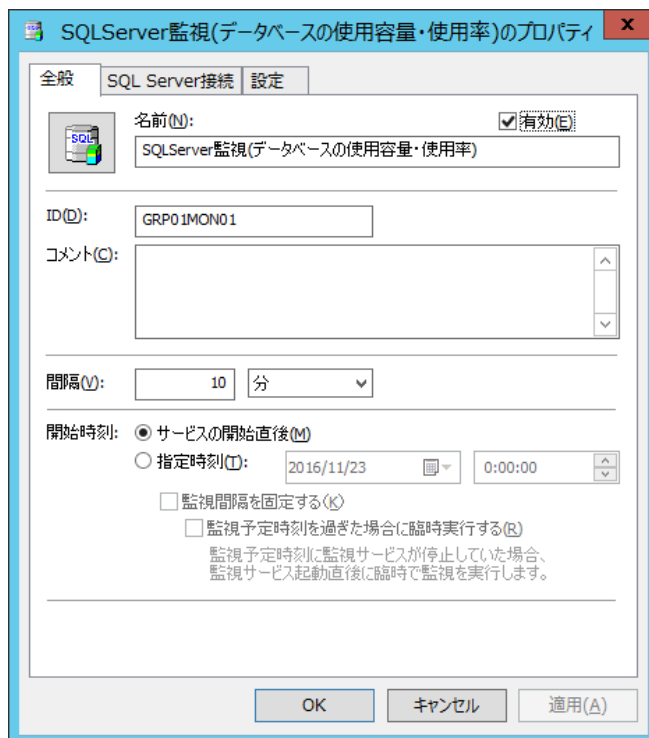 SQLServer監視(データベースの使用容量・使用率)のプロパティ
x
全般 SQL Server接続 設定
名前(N): 有効(E)
SQL
SQLServer監視(データベースの使用容量・使用率)
ID(D): GRP01MON01
コメント(C):
間隔(V): 10 分
開始時刻: サービスの開始直後(M)
指定時刻(T): 2016/11/23 0:00:00
監視間隔を固定する(K)
監視予定時刻を過ぎた場合に臨時実行する(R)
監視予定時刻に監視サービスが停止していた場合、
監視サービス起動直後に臨時で監視を実行します。
OK キャンセル 適用(A)